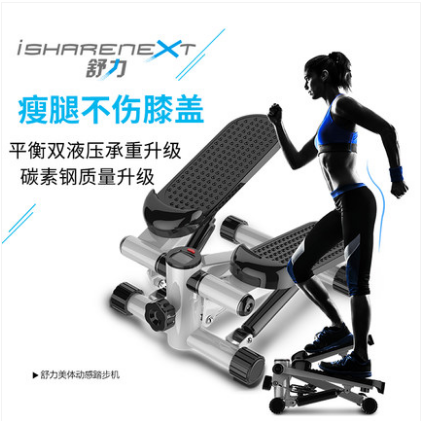 iSHARENEXT
舒力
瘦腿不伤膝盖
平衡双液压承重升级
碳素钢质量升级
▶舒力美体动感踏步机